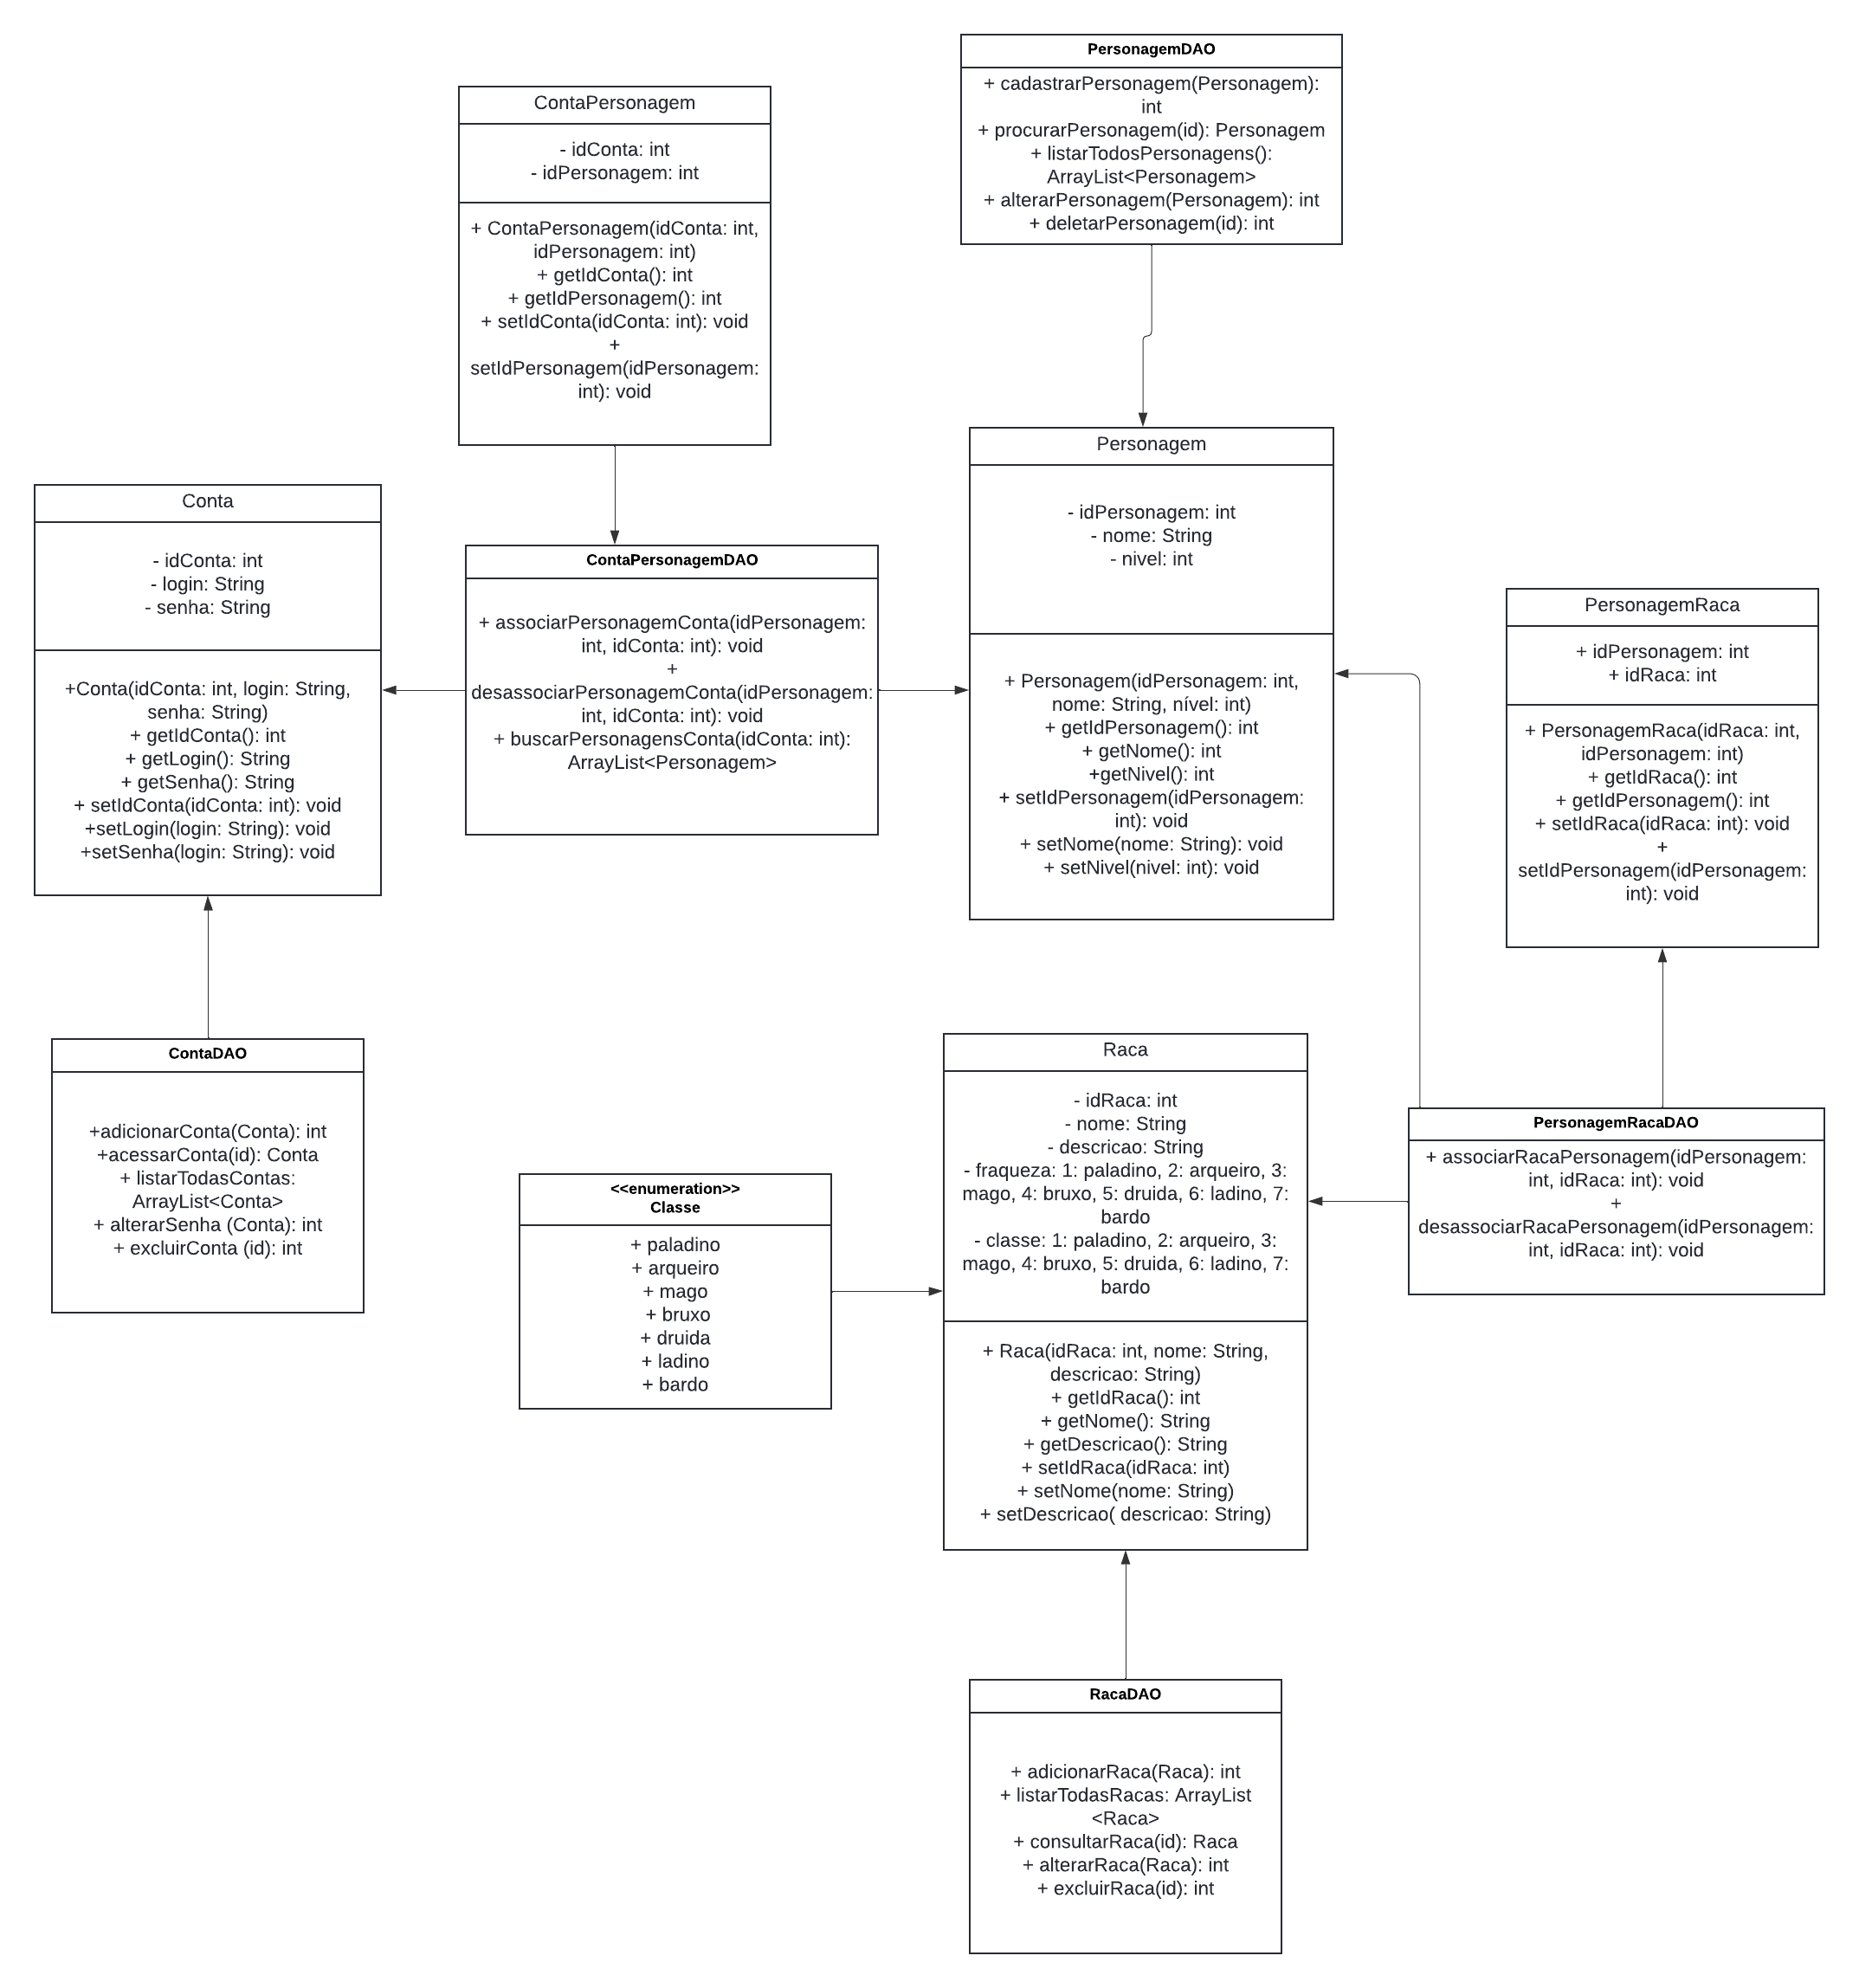 PersonagemDAO
+ cadastrarPersonagem(Personagem):
int
+ procurarPersonagem(id): Personagem
+ listarTodosPersonagens():
ArrayList<Personagem>
+ alterarPersonagem(Personagem): int
+ deletarPersonagem(id): int
ContaPersonagem
- idConta: int
- idPersonagem: int
+ ContaPersonagem(idConta: int,
idPersonagem: int)
+ getIdConta(): int
+ getIdPersonagem(): int
+ setIdConta(idConta: int): void
+
setIdPersonagem(idPersonagem:
int): void
Personagem
- idPersonagem: int
- nome: String
- nivel: int
+ Personagem(idPersonagem: int,
nome: String, nível: int)
+ getIdPersonagem(): int
+ getNome(): int
+getNivel(): int
+ setIdPersonagem(idPersonagem:
int): void
+ setNome(nome: String): void
+ setNivel(nivel: int): void
Conta
- idConta: int
- login: String
- senha: String
+Conta(idConta: int, login: String,
senha: String)
+ getIdConta(): int
+ getLogin(): String
+ getSenha(): String
+ setIdConta(idConta: int): void
+setLogin(login: String): void
+setSenha(login: String): void
ContaPersonagemDAO
+ associarPersonagemConta(idPersonagem:
int, idConta: int): void
+
desassociarPersonagemConta(idPersonagem:
int, idConta: int): void
+ buscarPersonagensConta(idConta: int):
ArrayList<Personagem>
PersonagemRaca
+ idPersonagem: int
+ idRaca: int
+ PersonagemRaca(idRaca: int,
idPersonagem: int)
+ getIdRaca(): int
+ getIdPersonagem(): int
+ setIdRaca(idRaca: int): void
+
setIdPersonagem(idPersonagem:
int): void
ContaDAO
+adicionarConta(Conta): int
+acessarConta(id): Conta
+ listarTodasContas:
ArrayList<Conta>
+ alterarSenha (Conta): int
+ excluirConta (id): int
Raca
- idRaca: int
- nome: String
- descricao: String
- fraqueza: 1: paladino, 2: arqueiro, 3:
mago, 4: bruxo, 5: druida, 6: ladino, 7:
bardo
- classe: 1: paladino, 2: arqueiro, 3:
mago, 4: bruxo, 5: druida, 6: ladino, 7:
bardo
+ Raca(idRaca: int, nome: String,
descricao: String)
+ getIdRaca(): int
+ getNome(): String
+ getDescricao(): String
+ setIdRaca(idRaca: int)
+ setNome(nome: String)
+ setDescricao( descricao: String)
PersonagemRacaDAO
+ associarRacaPersonagem(idPersonagem:
int, idRaca: int): void
+
desassociarRacaPersonagem(idPersonagem:
int, idRaca: int): void
<<enumeration>>
Classe
+ paladino
+ arqueiro
+ mago
+ bruxo
+ druida
+ ladino
+ bardo
RacaDAO
+ adicionarRaca(Raca): int
+ listarTodasRacas: ArrayList
<Raca>
+ consultarRaca(id): Raca
+ alterarRaca(Raca): int
+ excluirRaca(id): int